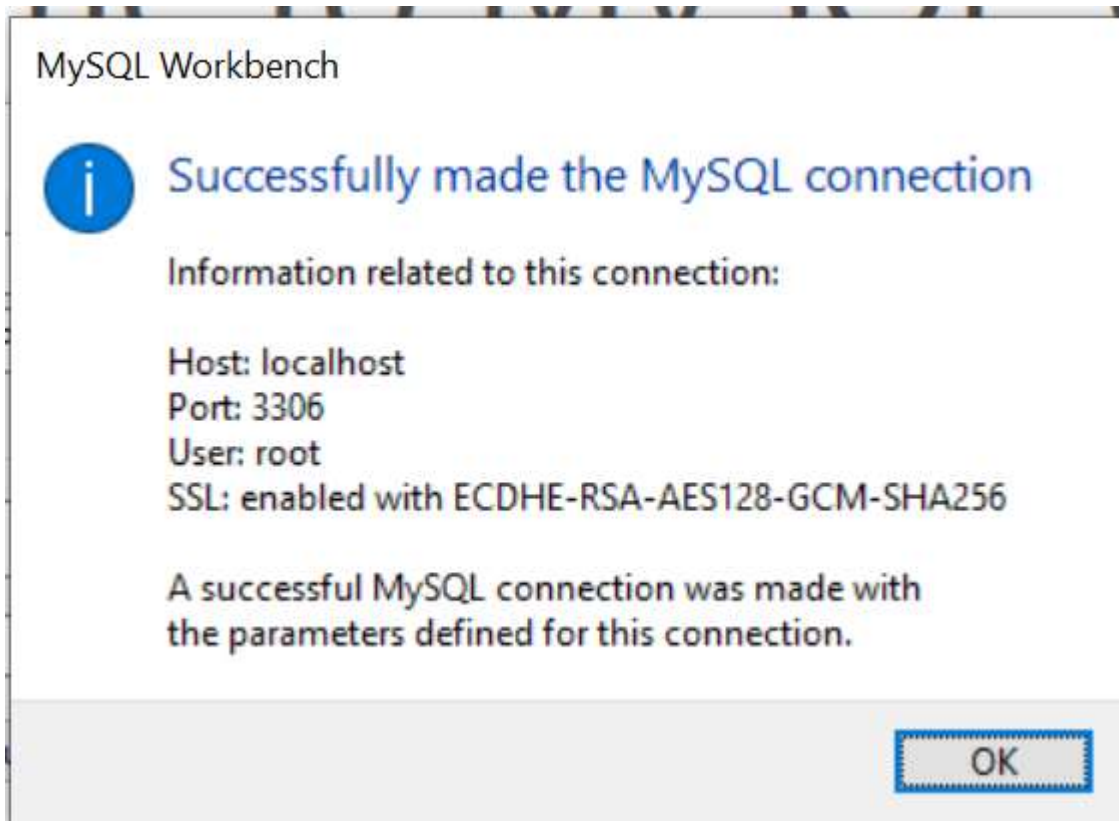 MySQL Workbench
Successfully made the MySQL connection
Information related to this connection:
Host: localhost
Port: 3306
User: root
SSL: enabled with ECDHE-RSA-AES128-GCM-SHA256
A successful MySQL connection was made with
the parameters defined for this connection.
OK